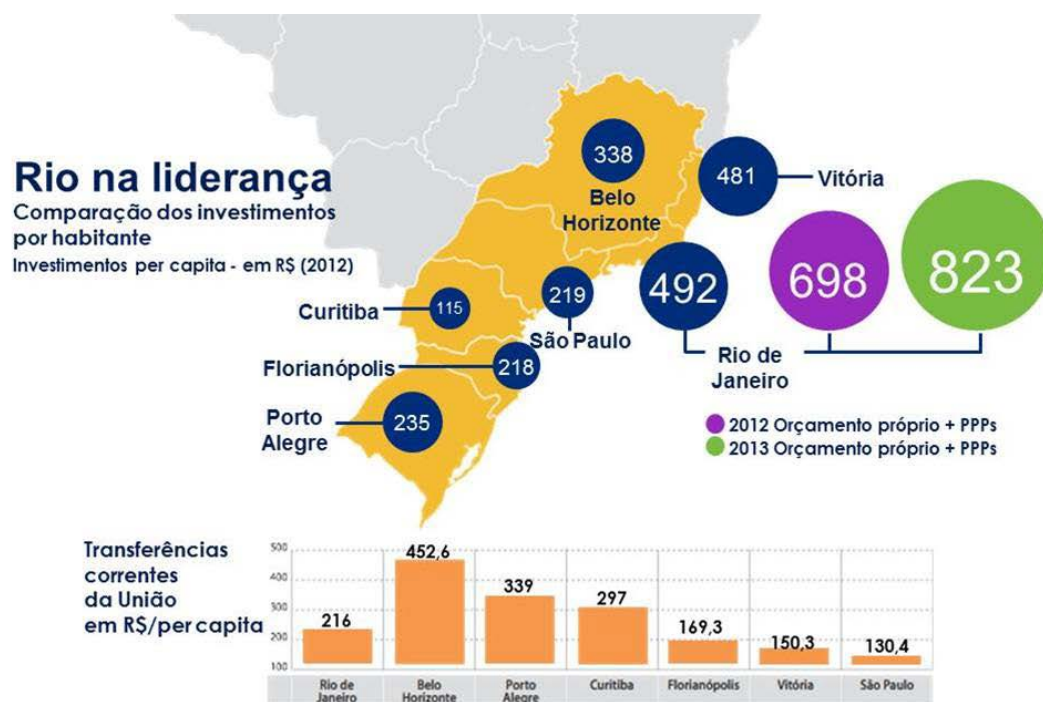 Rio na liderança
Comparação dos investimentos
por habitante
Investimentos per capita - em R$ (2012)
338
Belo
Horizonte
481
Vitória
492
698
823
Rio de
Janeiro
219
São Paulo
Curitiba
115
Florianópolis
218
Porto
Alegre
235
2012 Orçamento próprio + PPPs
2013 Orçamento próprio + PPPs
Transferências
correntes
da União
em R$/per capita
500
400
300
200
100
216
452,6
339
297
169,3
150,3
130,4
Rio de
Janeiro
Belo
Horizonte
Porto
Alegre
Curitiba
Florianópolis
Vitória
São Paulo